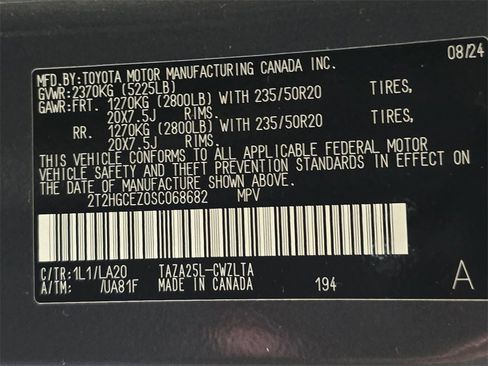 08/24
MFD.BY:TOYOTA MOTOR MANUFACTURING CANADA INC.
GVWR:2370KG (5225LB)
GAWR:FRT. 1270KG (2800LB) WITH 235/50R20 TIRES,
20X7.5J RIMS.
RR. 1270KG (2800LB) WITH 235/50R20 TIRES,
20X7.5J RIMS.
THIS VEHICLE CONFORMS TO ALL APPLICABLE FEDERAL MOTOR
VEHICLE SAFETY AND THEFT PREVENTION STANDARDS IN EFFECT ON
THE DATE OF MANUFACTURE SHOWN ABOVE.
2T2HGCEZ0SC068682 MPV
C/TR:1L1/LA20 TAZA25L-CWZLTA
A/TM: /UA81F MADE IN CANADA 194 A